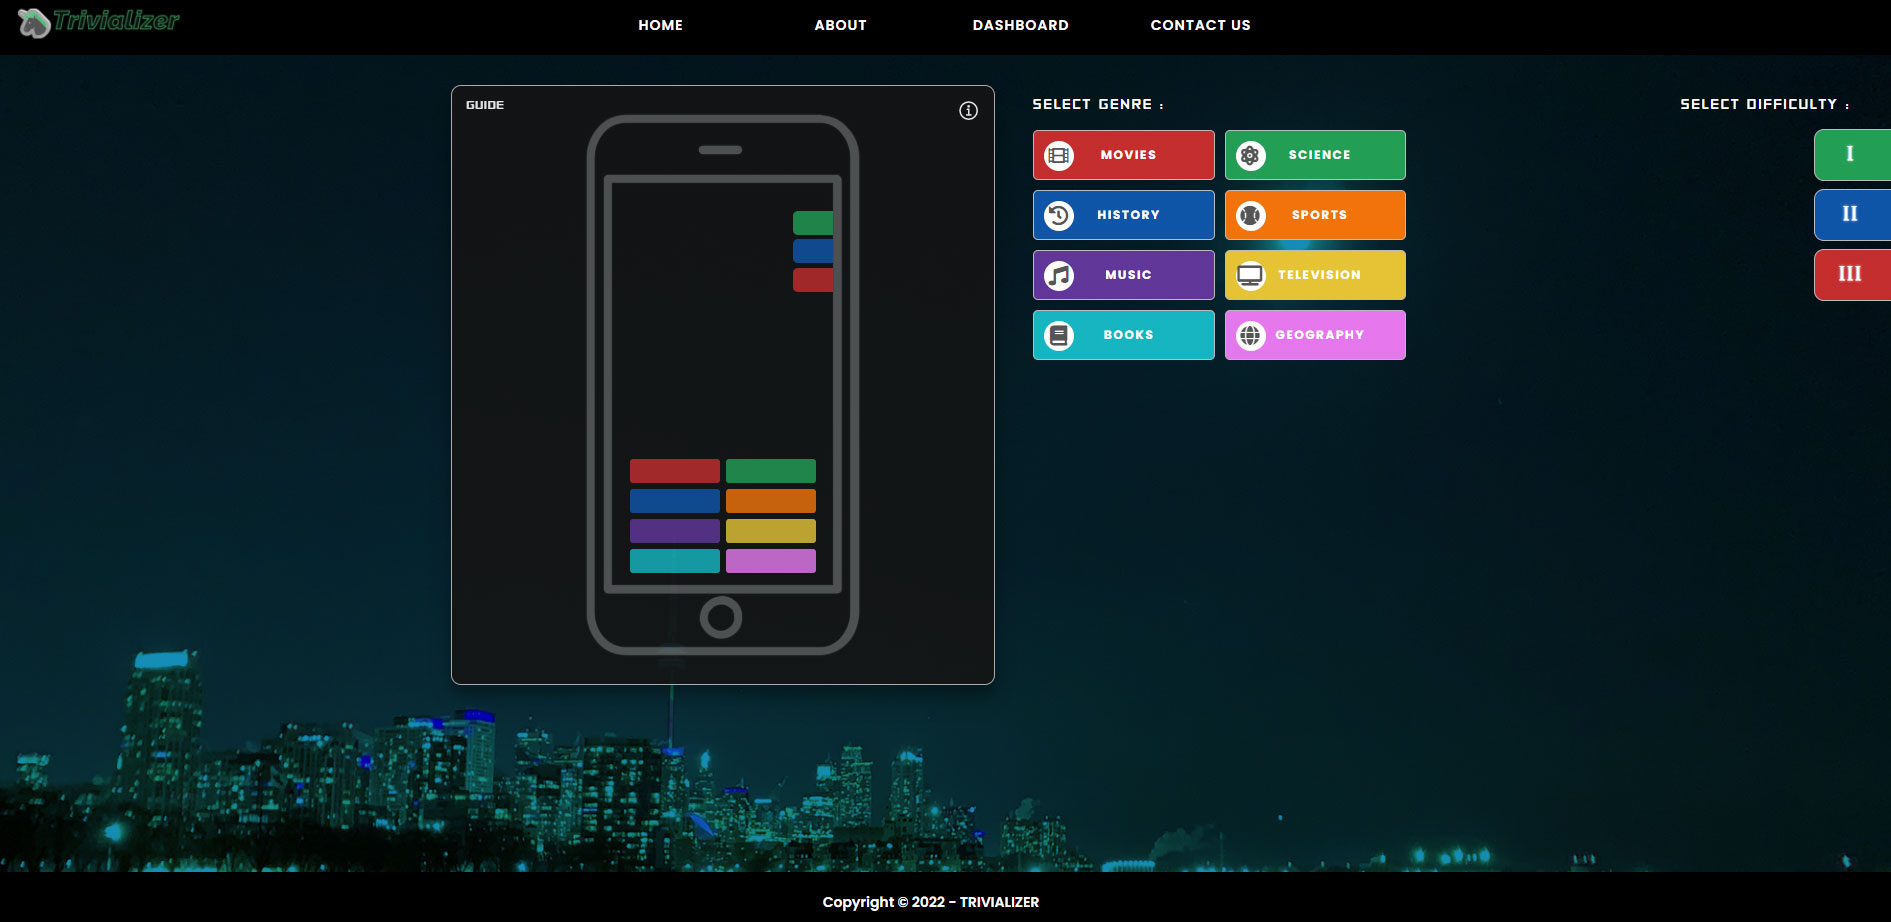 Trivializer
HOME ABOUT DASHBOARD CONTACT US
GUIDE
SELECT GENRE :
MOVIES SCIENCE
HISTORY SPORTS
MUSIC TELEVISION
BOOKS GEOGRAPHY
SELECT DIFFICULTY :
I
II
III
Copyright © 2022 - TRIVIALIZER